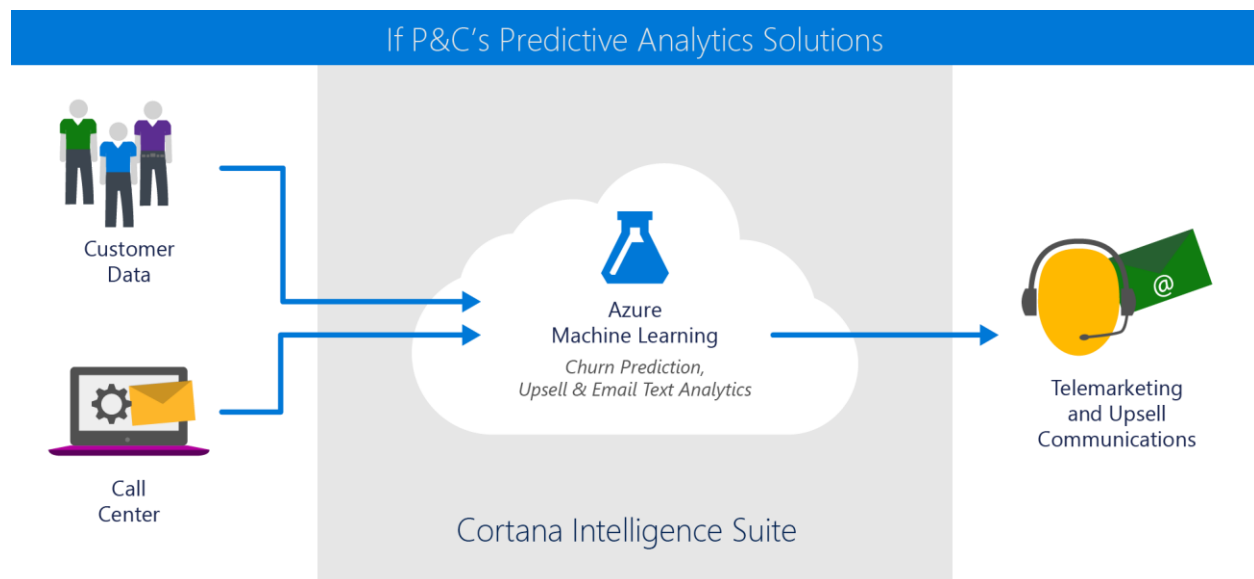 If P&C's Predictive Analytics Solutions
Customer
Data
Call
Center
Azure
Machine Learning
Churn Prediction,
Upsell & Email Text Analytics
Cortana Intelligence Suite
@
Telemarketing
and Upsell
Communications